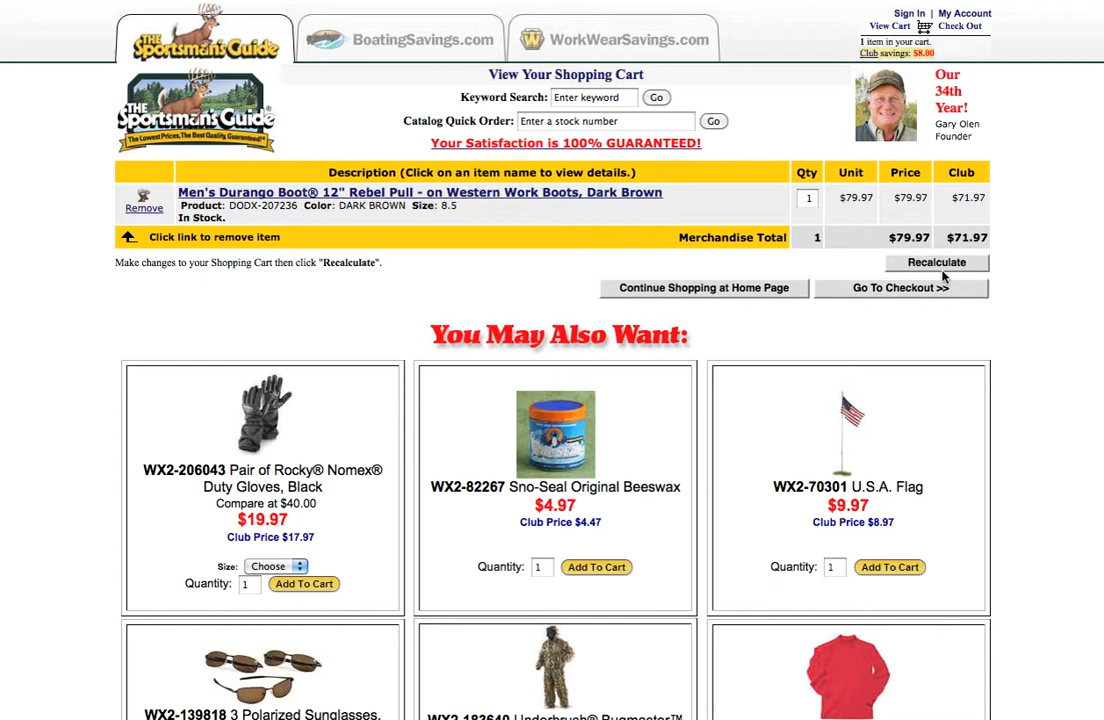 The Sportsman's Guide
BoatingSavings.com
WorkWearSavings.com
Sign In | My Account
View Cart Check Out
1 item in your cart.
Club savings: $8.00
THE Sportsman's Guide®
The Lowest Prices, The Best Quality Guaranteed!
View Your Shopping Cart
Keyword Search: Enter keyword Go
Catalog Quick Order: Enter a stock number Go
Your Satisfaction is 100% GUARANTEED!
Our
34th
Year!
Gary Olen
Founder
Description (Click on an item name to view details.) Qty Unit Price Club
Remove
Men's Durango Boot® 12" Rebel Pull - on Western Work Boots, Dark Brown 1 $79.97 $79.97 $71.97
Product: DODX-207236 Color: DARK BROWN Size: 8.5
In Stock.
Click link to remove item Merchandise Total 1 $79.97 $71.97
Make changes to your Shopping Cart then click "Recalculate". Recalculate
Continue Shopping at Home Page Go To Checkout >>
You May Also Want:
WX2-206043 Pair of Rocky® Nomex®
Duty Gloves, Black
Compare at $40.00
$19.97
Club Price $17.97
Size: Choose
Quantity: 1 Add To Cart
WX2-82267 Sno-Seal Original Beeswax
$4.97
Club Price $4.47
Quantity: 1 Add To Cart
WX2-70301 U.S.A. Flag
$9.97
Club Price $8.97
Quantity: 1 Add To Cart
WX2-139818 3 Polarized Sunglasses,
WX2-183640 Underbrush® Bugmaster™